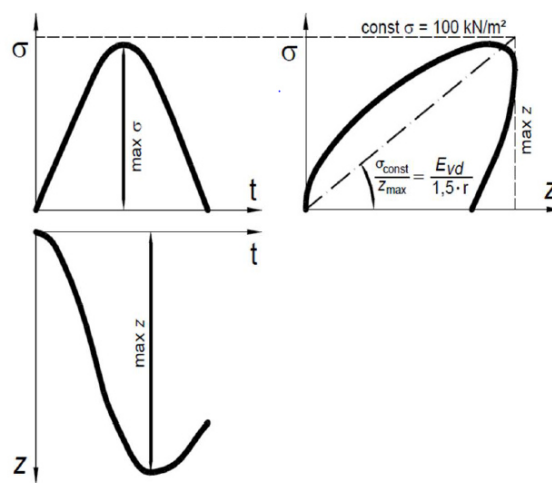 const σ = 100 kN/m²
σ
σ
max σ
max z
σconst
zmax
=
Evd
1,5·r
t
z
t
max z
z